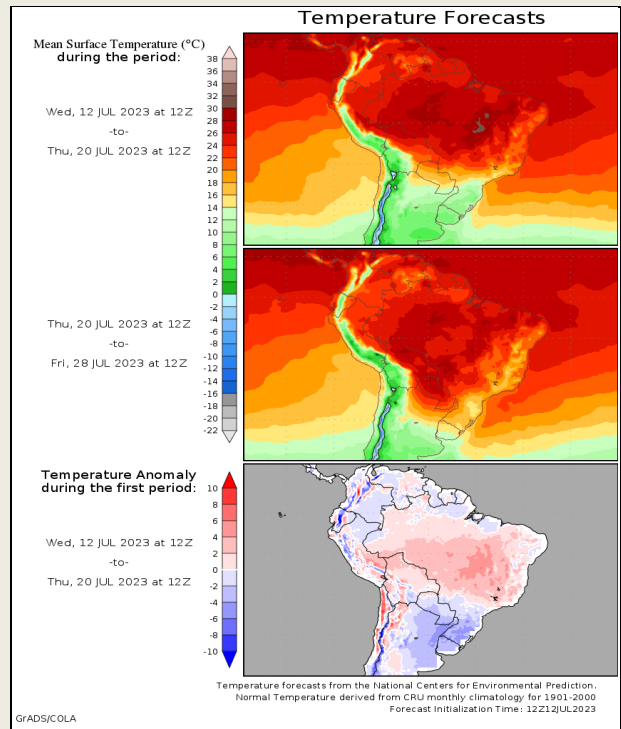 Temperature Forecasts
Mean Surface Temperature (°C)
during the period:
38
36
34
32
30
28
26
24
22
20
18
16
14
12
10
8
6
4
2
0
-2
-4
-6
-8
-10
-12
-14
-16
-18
-20
-22
Wed, 12 JUL 2023 at 12Z
-to-
Thu, 20 JUL 2023 at 12Z
Thu, 20 JUL 2023 at 12Z
-to-
Fri, 28 JUL 2023 at 12Z
Temperature Anomaly
during the first period:
10
8
6
4
2
0
-2
-4
-6
-8
-10
Wed, 12 JUL 2023 at 12Z
-to-
Thu, 20 JUL 2023 at 12Z
Temperature forecasts from the National Centers for Environmental Prediction.
Normal Temperature derived from CRU monthly climatology for 1901-2000
Forecast Initialization Time: 12Z12JUL2023
GrADS/COLA